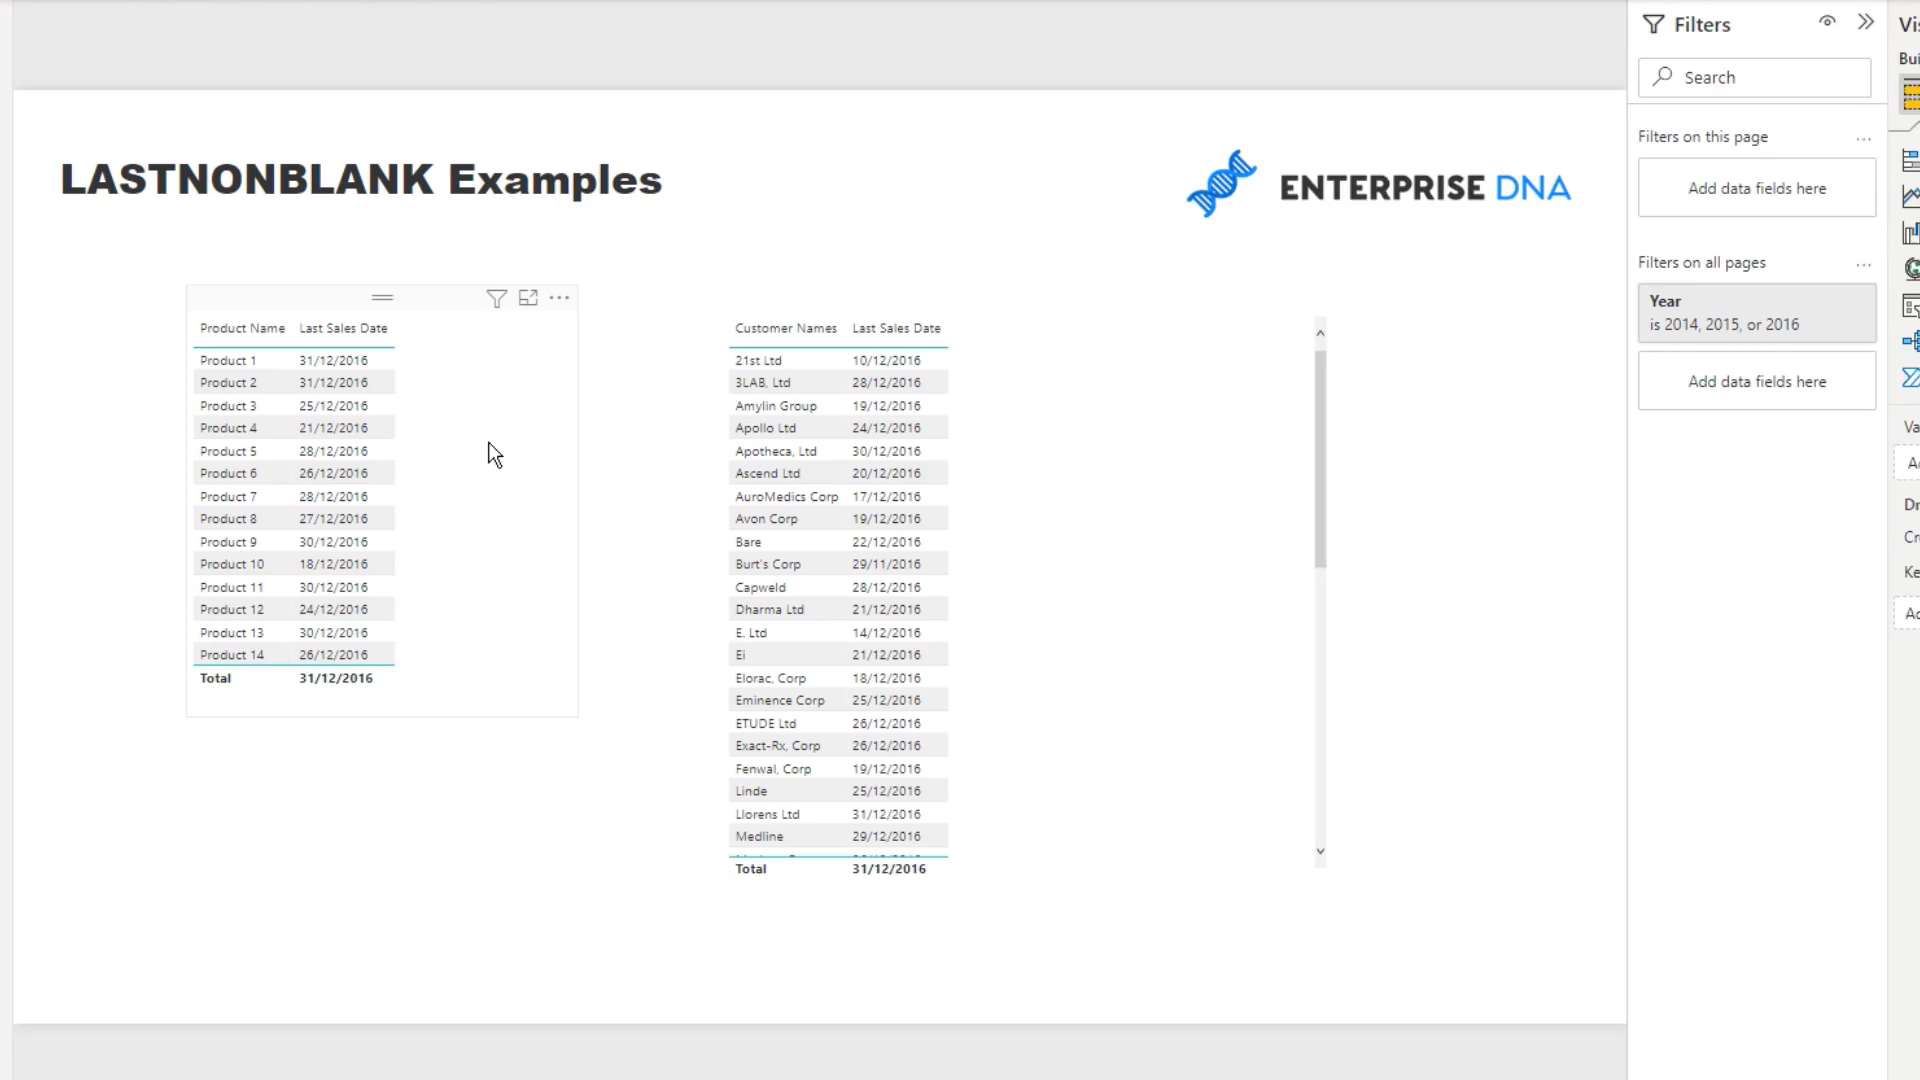 LASTNONBLANK Examples
ENTERPRISE DNA
Product Name Last Sales Date
Product 1 31/12/2016
Product 2 31/12/2016
Product 3 25/12/2016
Product 4 21/12/2016
Product 5 28/12/2016
Product 6 26/12/2016
Product 7 28/12/2016
Product 8 27/12/2016
Product 9 30/12/2016
Product 10 18/12/2016
Product 11 30/12/2016
Product 12 24/12/2016
Product 13 30/12/2016
Product 14 26/12/2016
Total 31/12/2016
Customer Names Last Sales Date
21st Ltd 10/12/2016
3LAB, Ltd 28/12/2016
Amylin Group 19/12/2016
Apollo Ltd 24/12/2016
Apotheca, Ltd 30/12/2016
Ascend Ltd 20/12/2016
AuroMedics Corp 17/12/2016
Avon Corp 19/12/2016
Bare 22/12/2016
Burt's Corp 29/11/2016
Capweld 28/12/2016
Dharma Ltd 21/12/2016
E. Ltd 14/12/2016
Ei 21/12/2016
Elorac, Corp 18/12/2016
Eminence Corp 25/12/2016
ETUDE Ltd 26/12/2016
Exact-Rx, Corp 26/12/2016
Fenwal, Corp 19/12/2016
Linde 25/12/2016
Llorens Ltd 31/12/2016
Medline 29/12/2016
Total 31/12/2016
Filters
Search
Filters on this page
Add data fields here
Filters on all pages
Year
is 2014, 2015, or 2016
Add data fields here
Vis
Bui
Va
Dr
Cr
Ke